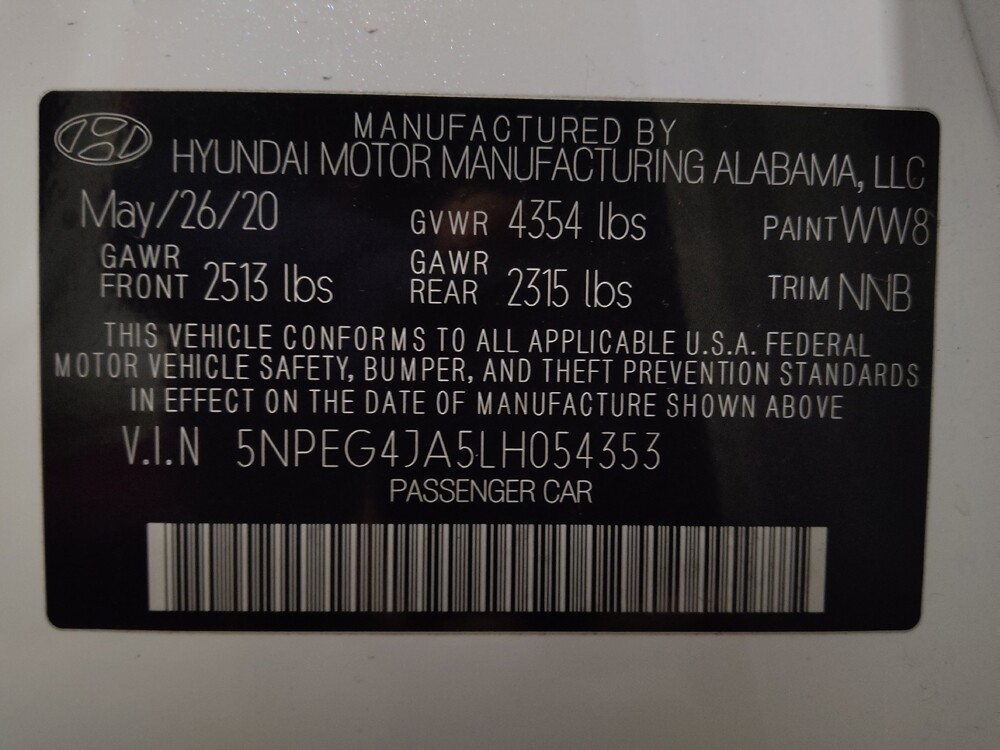 MANUFACTURED BY
HYUNDAI MOTOR MANUFACTURING ALABAMA, LLC
May/26/20 GVWR 4354 lbs PAINT WW8
GAWR FRONT 2513 lbs GAWR REAR 2315 lbs TRIM NNB
THIS VEHICLE CONFORMS TO ALL APPLICABLE U.S.A. FEDERAL
MOTOR VEHICLE SAFETY, BUMPER, AND THEFT PREVENTION STANDARDS
IN EFFECT ON THE DATE OF MANUFACTURE SHOWN ABOVE
V.I.N 5NPEG4JA5LH054353
PASSENGER CAR